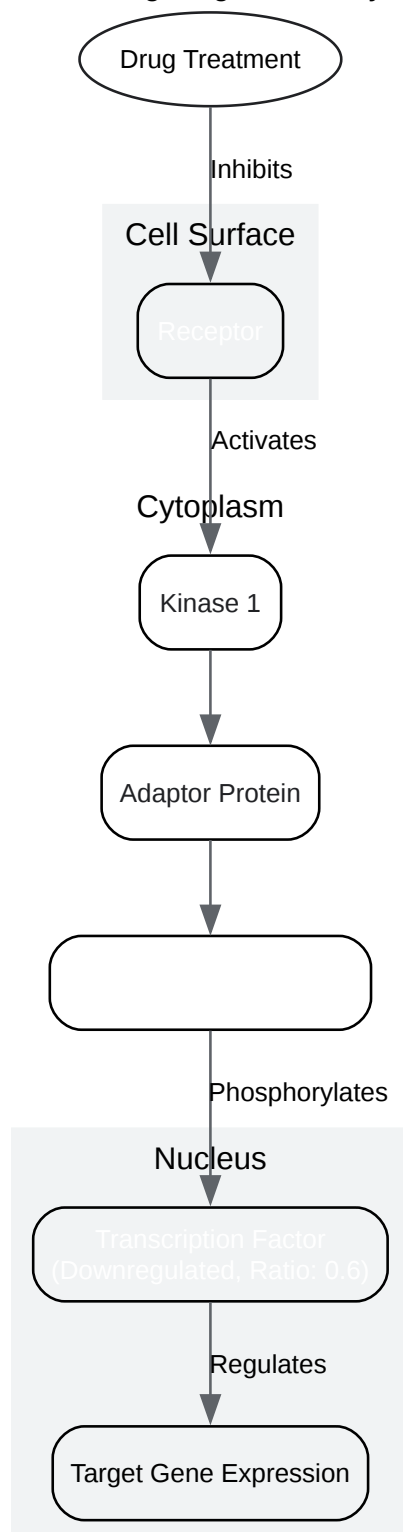 Drug Treatment
Inhibits
Cell Surface
Receptor
Activates
Cytoplasm
Kinase 1
Adaptor Protein
Phosphorylates
Nucleus
Transcription Factor
(Downregulated, Ratio: 0.6)
Regulates
Target Gene Expression